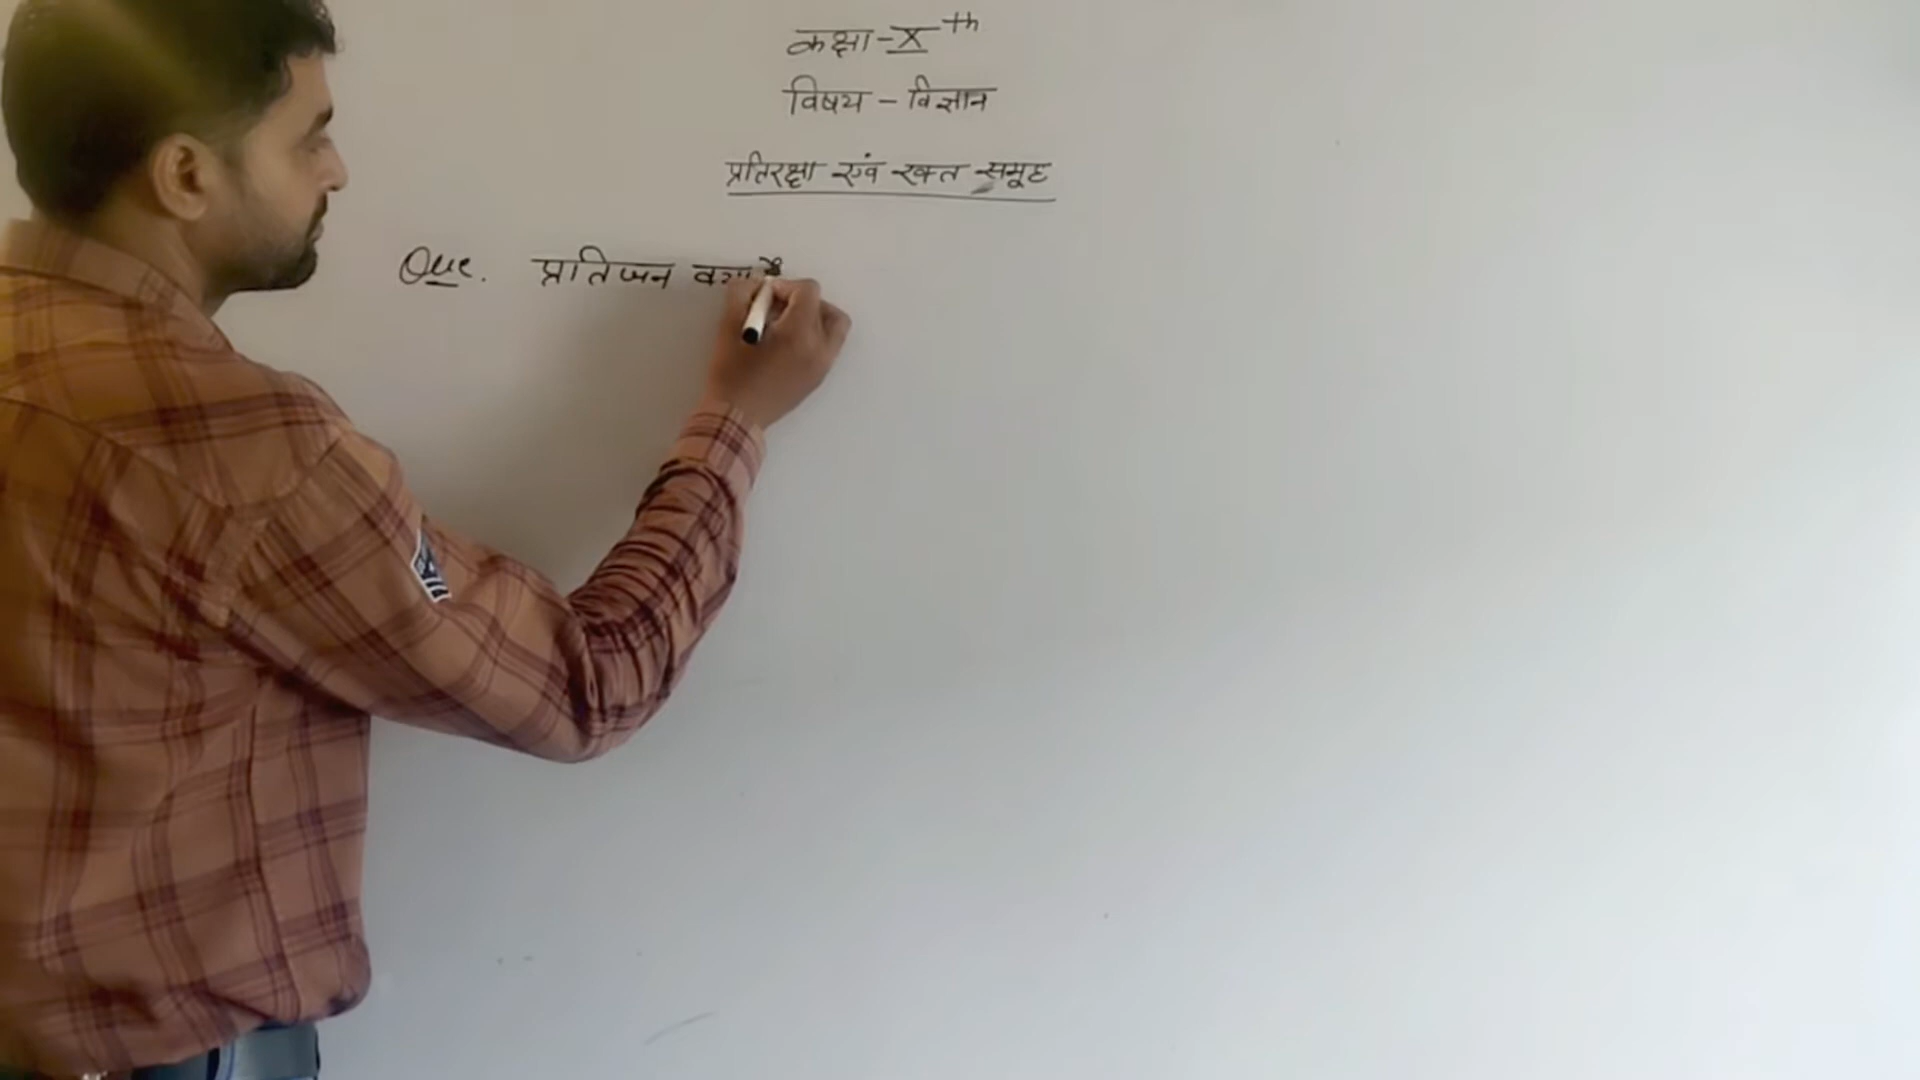 कक्षा - X th
विषय - विज्ञान
प्रतिरक्षा एवं रक्त समूह
Que. प्रतिजन क्या